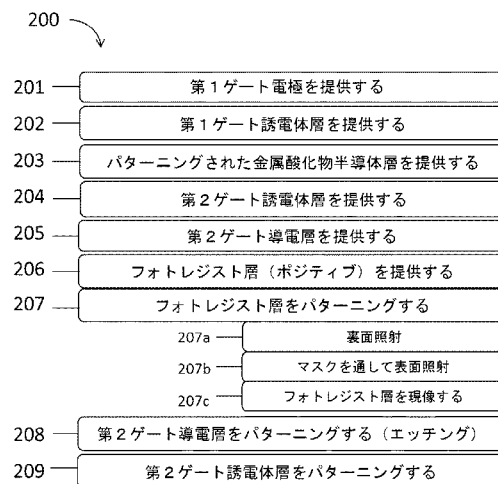 200
201 第1ゲート電極を提供する
202 第1ゲート誘電体層を提供する
203 パターニングされた金属酸化物半導体層を提供する
204 第2ゲート誘電体層を提供する
205 第2ゲート導電層を提供する
206 フォトレジスト層（ポジティブ）を提供する
207 フォトレジスト層をパターニングする
207a 裏面照射
207b マスクを通して表面照射
207c フォトレジスト層を現像する
208 第2ゲート導電層をパターニングする（エッチング）
209 第2ゲート誘電体層をパターニングする